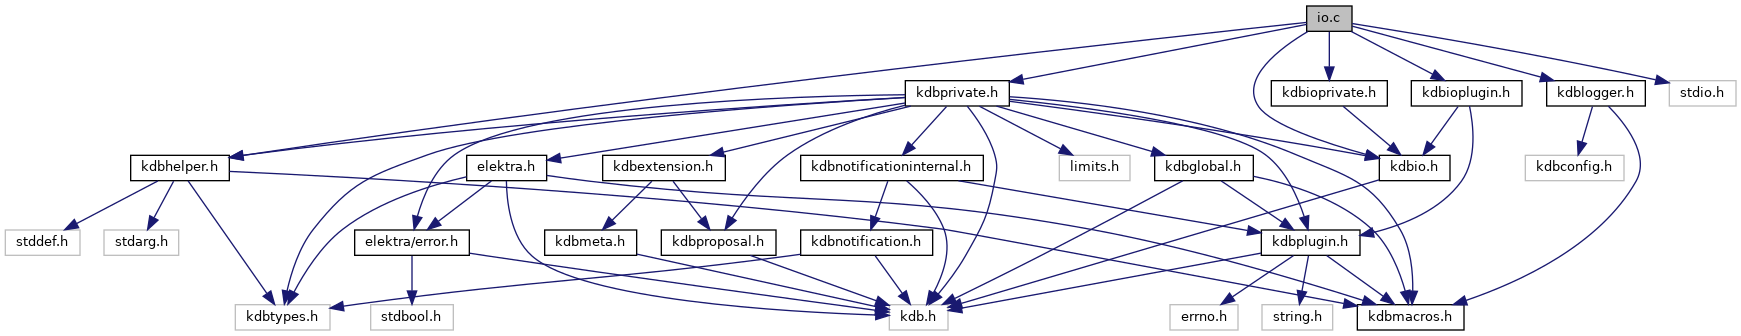 io.c
kdbprivate.h
kdbioprivate.h
kdbioplugin.h
kdblogger.h
stdio.h
kdbhelper.h
elektra.h
kdbextension.h
kdbnotificationinternal.h
limits.h
kdbglobal.h
kdbio.h
kdbconfig.h
stddef.h
stdarg.h
elektra/error.h
kdbmeta.h
kdbproposal.h
kdbnotification.h
kdbplugin.h
kdbtypes.h
stdbool.h
kdb.h
errno.h
string.h
kdbmacros.h